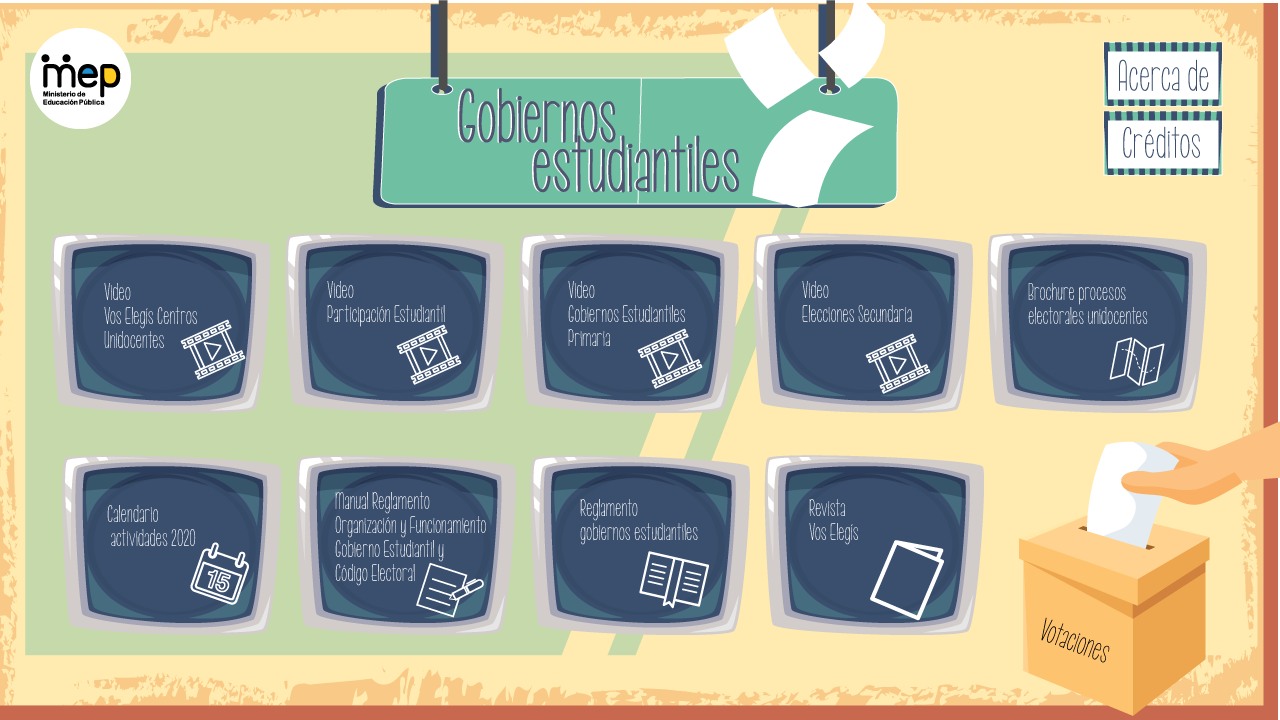 mep
Ministerio de
Educación Pública
Gobiernos
estudiantiles
Acerca de
Créditos
Video
Vos Elegís Centros
Unidocentes
Video
Participación Estudiantil
Video
Gobiernos Estudiantiles
Primaria
Video
Elecciones Secundaria
Brochure procesos
electorales unidocentes
Calendario
actividades 2020
15
Manual Reglamento
Organización y Funcionamiento
Gobierno Estudiantil y
Código Electoral
Reglamento
gobiernos estudiantiles
Revista
Vos Elegís
Votaciones